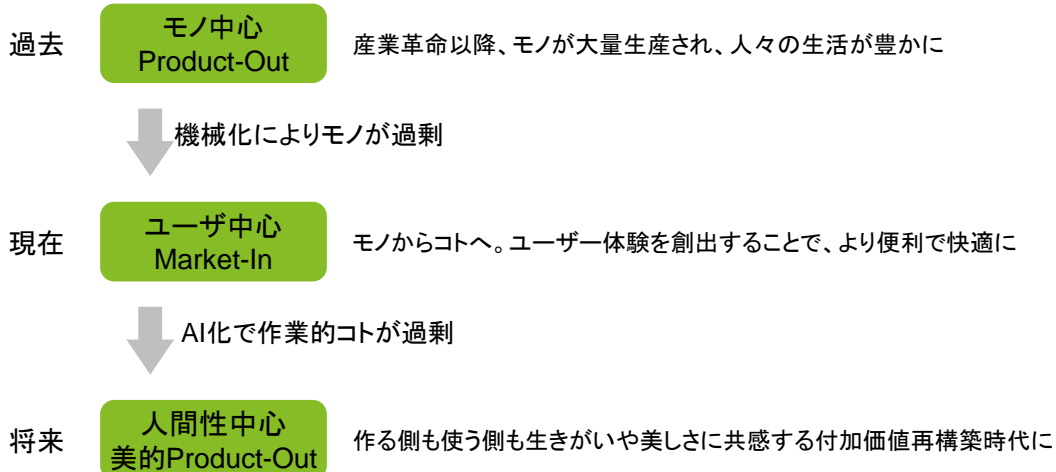 過去
モノ中心
Product-Out
産業革命以降、モノが大量生産され、人々の生活が豊かに
機械化によりモノが過剰
現在
ユーザ中心
Market-In
モノからコトへ。ユーザー体験を創出することで、より便利で快適に
AI化で作業的コトが過剰
将来
人間性中心
美的Product-Out
作る側も使う側も生きがいや美しさに共感する付加価値再構築時代に